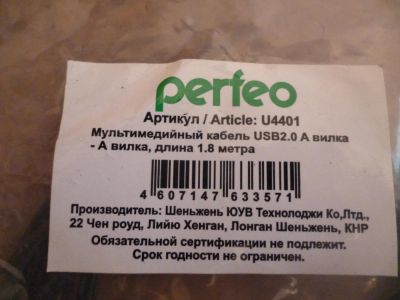 perfeo
Артикул / Article: U4401
Мультимедийный кабель USB2.0 А вилка
- А вилка, длина 1.8 метра
4 607147 633571
Производитель: Шеньжень ЮУВ Технолоджи Ко,Лтд.,
22 Чен роуд, Лийю Хенган, Лонган Шеньжень, КНР
Обязательной сертификации не подлежит.
Срок годности не ограничен.